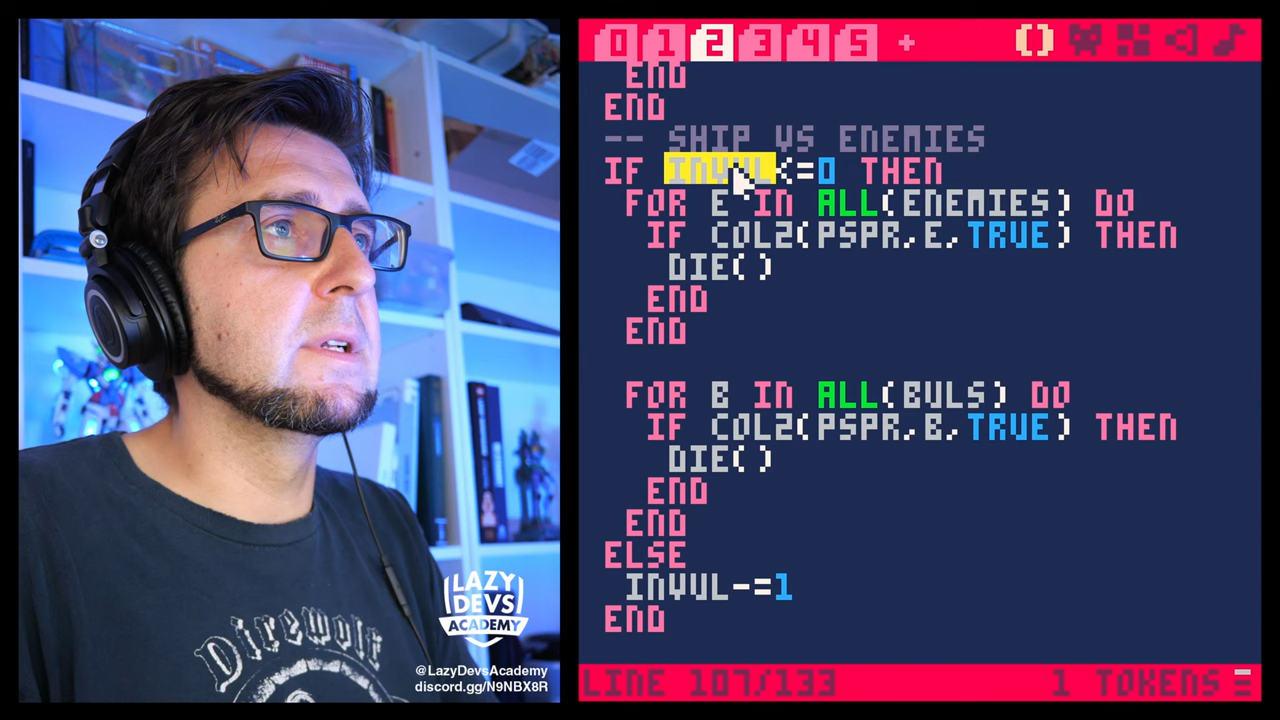 Direwolf
LAZY
DEVS
ACADEMY
@LazyDevsAcademy
discord.gg/N9NBX8R
0 1 2 3 4 5 +
END
END
-- SHIP VS ENEMIES
IF INVUL<=0 THEN
FOR E IN ALL(ENEMIES) DO
IF COL2(PSPR,E,TRUE) THEN
DIE()
END
END
FOR B IN ALL(BULS) DO
IF COL2(PSPR,B,TRUE) THEN
DIE()
END
END
ELSE
INVUL-=1
END
LINE 107/133 1 TOKENS